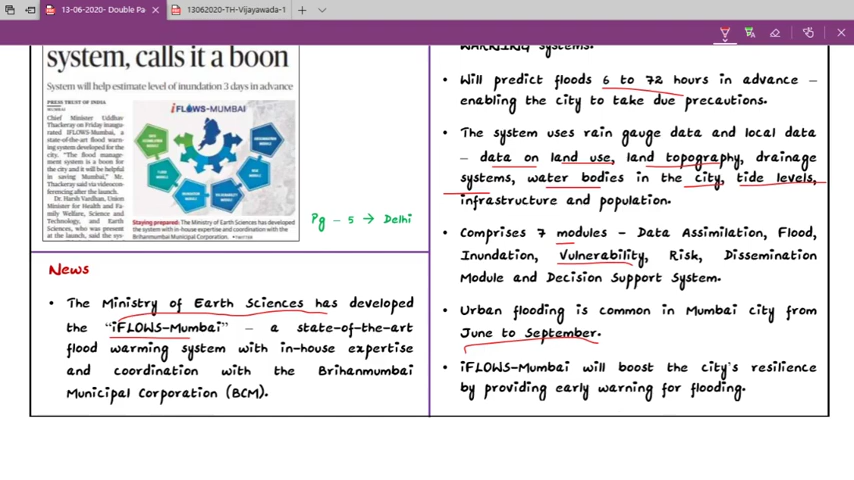 13-06-2020- Double Pa
13062020-TH-Vijayawada-1
system, calls it a boon
System will help estimate level of inundation 3 days in advance
PRESS TRUST OF INDIA
MUMBAI
Chief Minister Uddhav
Thackeray on Friday inaugu-
rated IFLOWS-Mumbai, a
state-of-the-art flood warn-
ing system developed for the
city. "The flood manage-
ment system is a boon for
the city and it will be helpful
in saving Mumbai," Mr.
Thackeray said via videocon-
ferencing after the launch.
Dr. Harsh Vardhan, Union
Minister for Health and Fa-
mily Welfare, Science and
Technology, and Earth
Sciences, who was present
at the launch, said the sys-
iFLOWS-MUMBAI
Staying prepared: The Ministry of Earth Sciences has developed
the system with in-house expertise and coordination with the
Brihanmumbai Municipal Corporation.
Pg - 5 → Delhi
News
• The Ministry of Earth Sciences has developed
the "iFLOWS-Mumbai" – a state-of-the-art
flood warming system with in-house expertise
and coordination with the Brihanmumbai
Municipal Corporation (BCM).
WARNING systems.
• Will predict floods 6 to 72 hours in advance –
enabling the city to take due precautions.
• The system uses rain gauge data and local data
– data on land use, land topography, drainage
systems, water bodies in the city, tide levels,
infrastructure and population.
• Comprises 7 modules – Data Assimilation, Flood,
Inundation, Vulnerability, Risk, Dissemination
Module and Decision Support System.
• Urban flooding is common in Mumbai city from
June to September.
• iFLOWS-Mumbai will boost the city's resilience
by providing early warning for flooding.